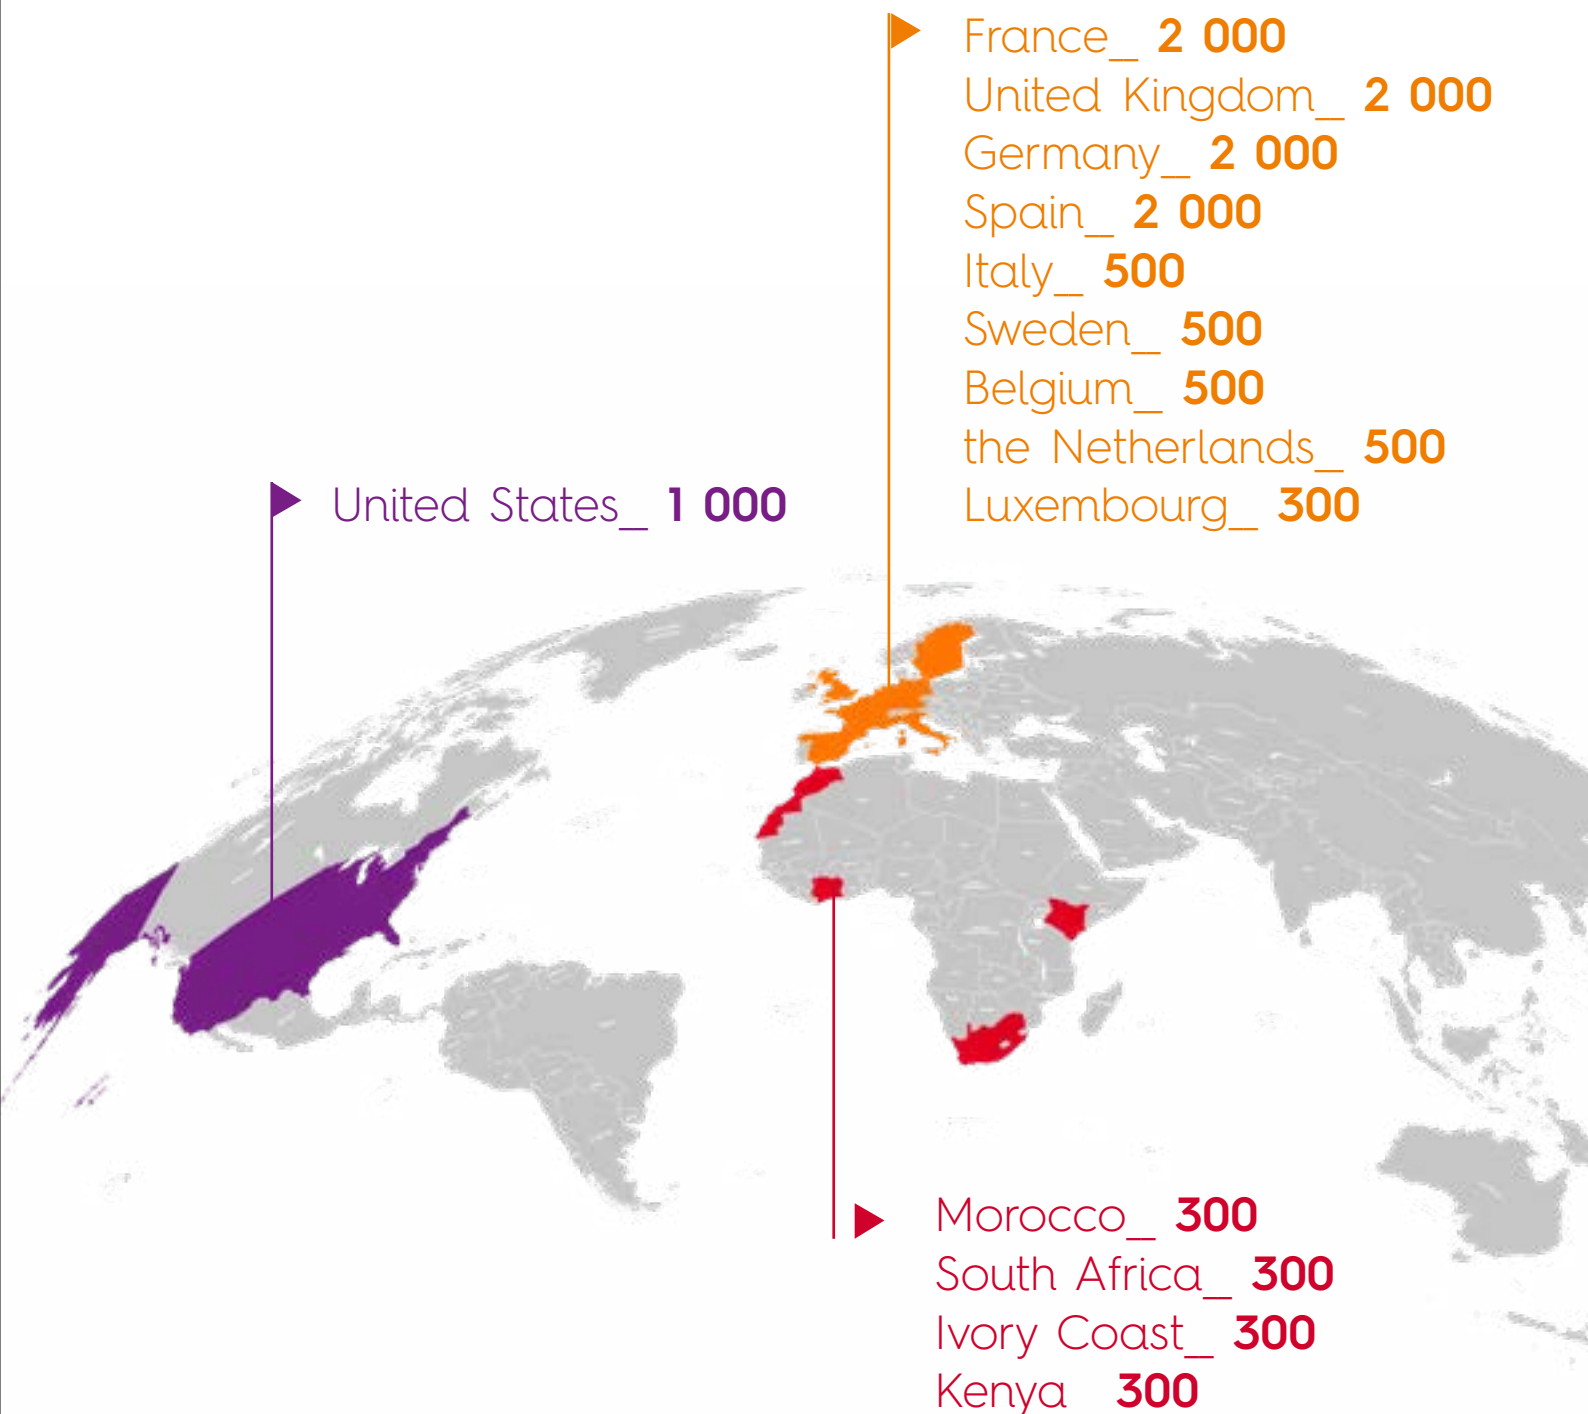 France_ 2 000
United Kingdom_ 2 000
Germany_ 2 000
Spain_ 2 000
Italy_ 500
Sweden_ 500
Belgium_ 500
the Netherlands_ 500
Luxembourg_ 300
United States_ 1 000
Morocco_ 300
South Africa_ 300
Ivory Coast_ 300
Kenya 300